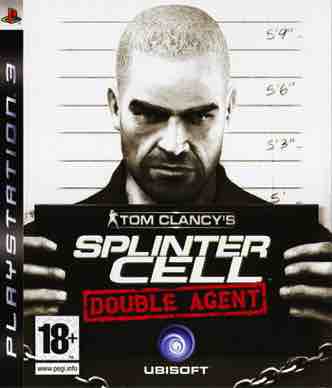 PLAYSTATION 3
5'9"
5'6"
5'3"
5'
TOM CLANCY'S
SPLINTER
CELL
DOUBLE AGENT
18+
www.pegi.info
UBISOFT